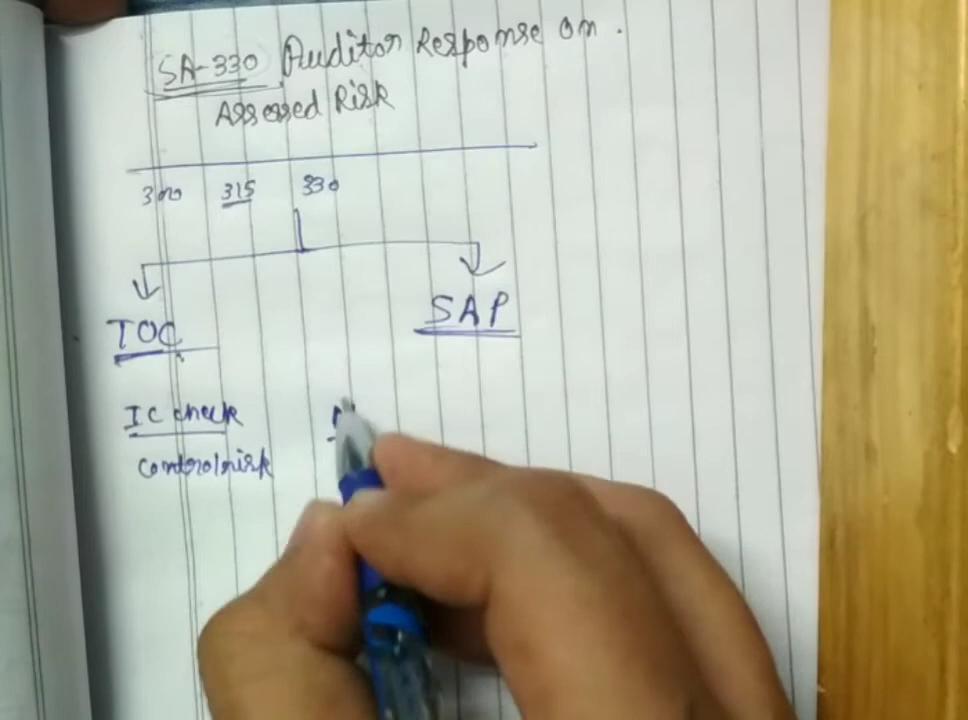 SA-330 Auditor Response on.
Assessed Risk
300 315 330
TOC SAP
IC check
control risk